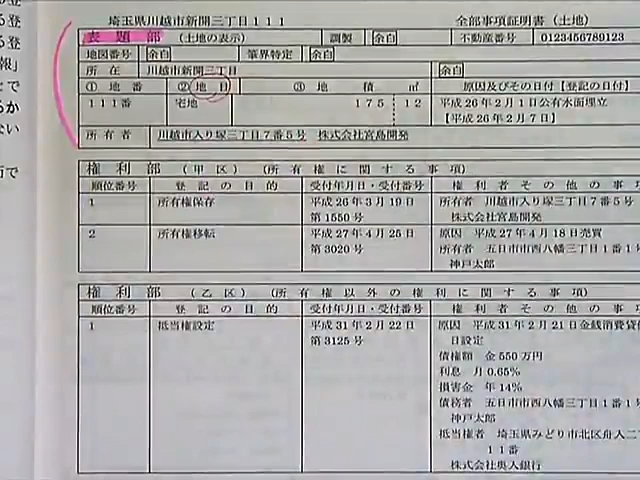 埼玉県川越市新開三丁目111 全部事項証明書(土地)
表題部 (土地の表示) 調製 余白 不動産番号 0123456789123
地図番号 余白 筆界特定 余白
所在 川越市新開三丁目 余白
①地番 ②地目 ③地積 ㎡ 原因及びその日付【登記の日付】
111番 宅地 175 12 平成26年2月1日公有水面埋立
【平成26年2月7日】
所有者 川越市入り塚三丁目7番5号 株式会社宮島開発
権利部 (甲区) (所有権に関する事項)
順位番号 登記の目的 受付年月日・受付番号 権利者その他の事
1 所有権保存 平成26年3月19日 所有者 川越市入り塚三丁目7番5号
第1550号 株式会社宮島開発
2 所有権移転 平成27年4月25日 原因 平成27年4月18日売買
第3020号 所有者 五日市市西八幡三丁目1番1号
神戸太郎
権利部 (乙区) (所有権以外の権利に関する事項)
順位番号 登記の目的 受付年月日・受付番号 権利者その他の事
1 抵当権設定 平成31年2月22日 原因 平成31年2月21日金銭消費貸借
第3125号 日設定
債権額 金550万円
利息 月0.65%
損害金 年14%
債務者 五日市市西八幡三丁目1番1号
神戸太郎
抵当権者 埼玉県みどり市北区舟入二丁
11番
株式会社奥人銀行